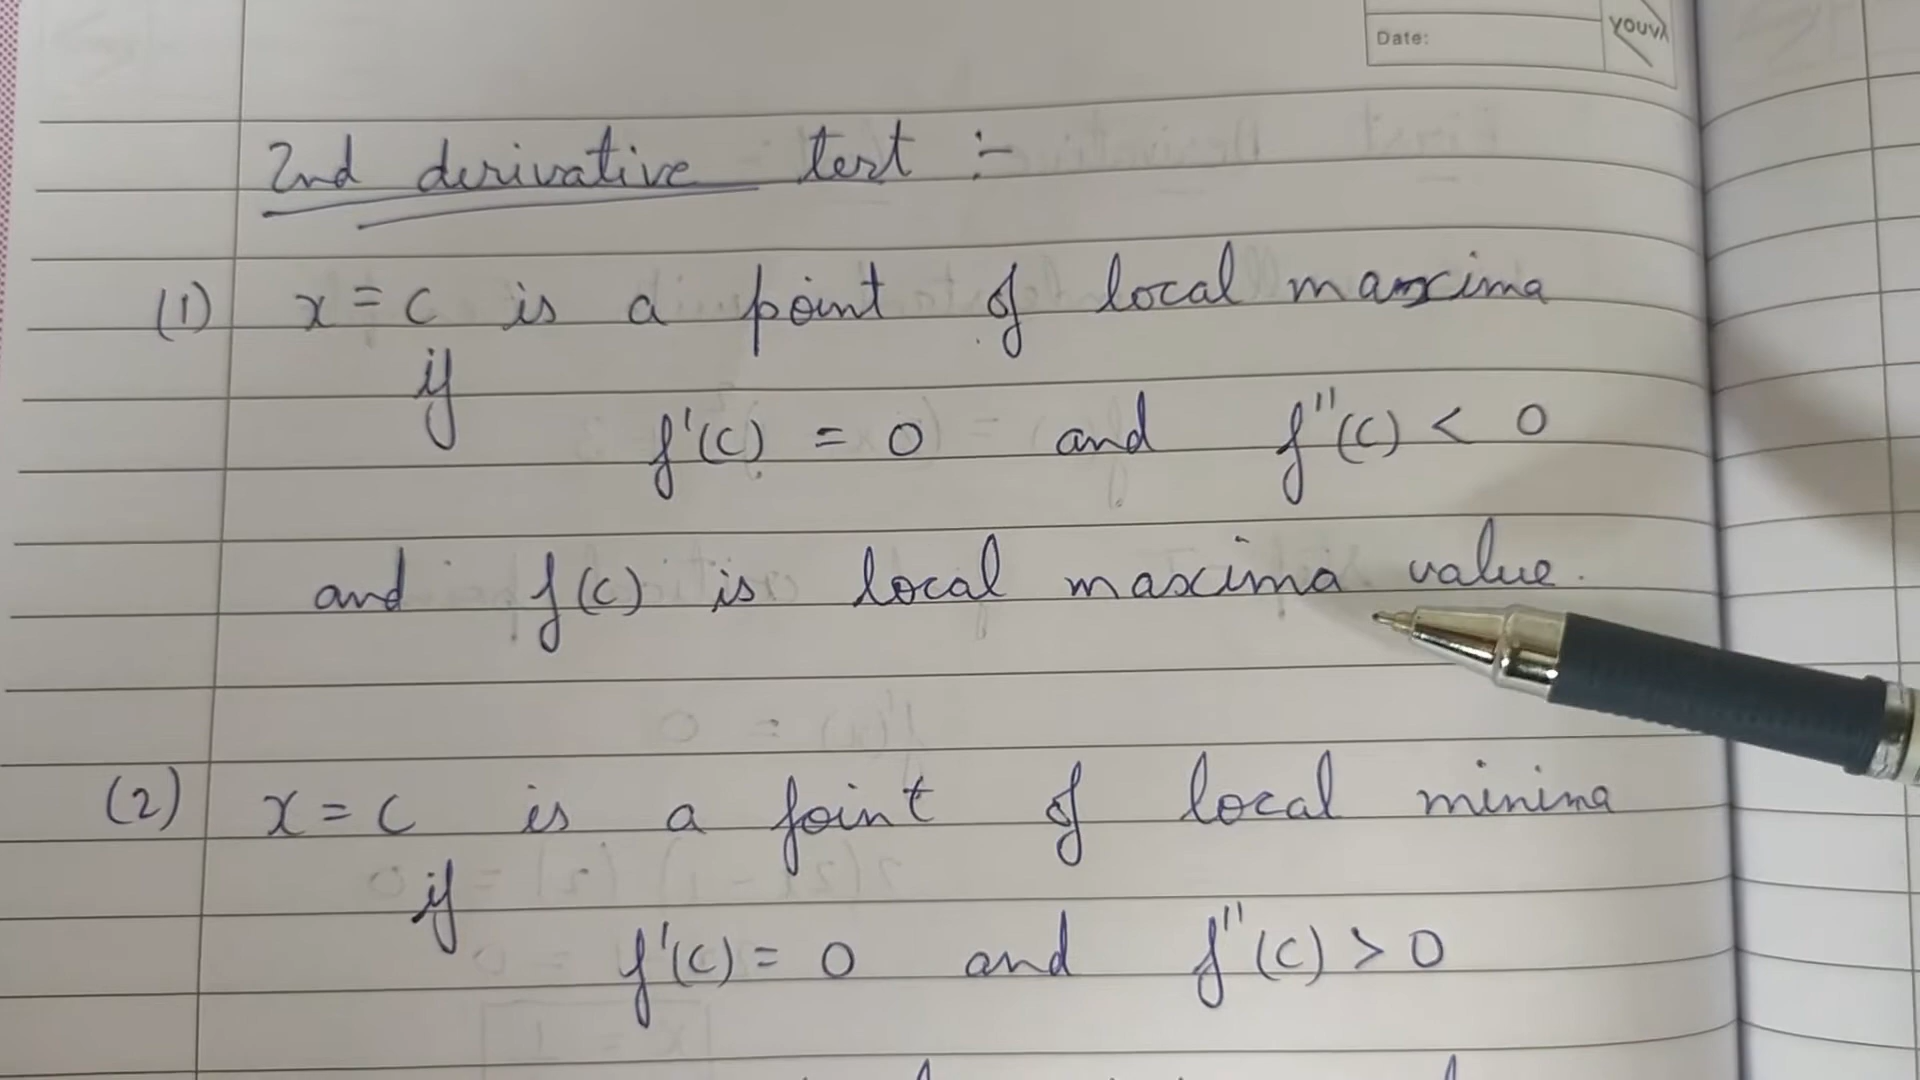 YOUVA
Date:
2nd derivative test :-
(1) x = c is a point of local maxima
if
f'(c) = 0 and f''(c) < 0
and f(c) is local maxima value.
(2) x = c is a point of local minima
if
f'(c) = 0 and f''(c) > 0